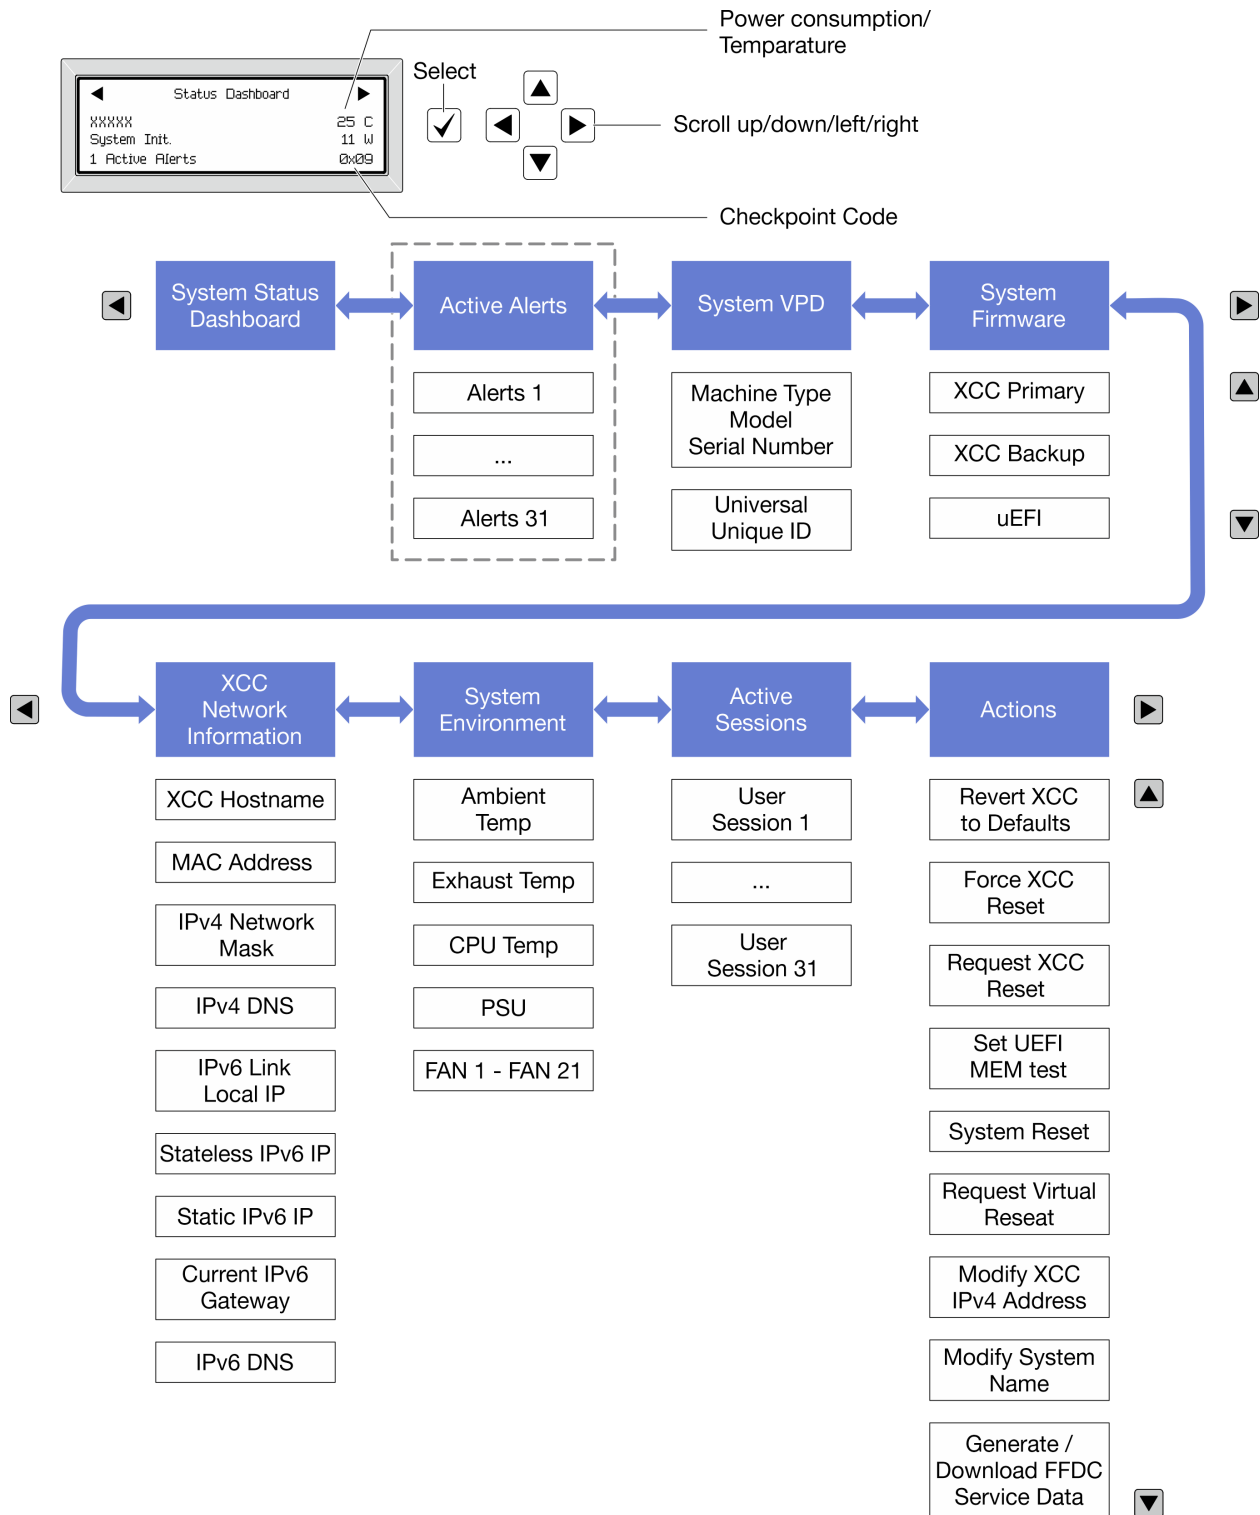 Power consumption/
Temparature
Select
Status Dashboard
XXXXX 25 C
System Init. 11 W
1 Active Alerts 0x09
Scroll up/down/left/right
Checkpoint Code
System Status
Dashboard
Active Alerts
System VPD
System
Firmware
Alerts 1
...
Alerts 31
Machine Type
Model
Serial Number
Universal
Unique ID
XCC Primary
XCC Backup
uEFI
XCC
Network
Information
System
Environment
Active
Sessions
Actions
XCC Hostname
MAC Address
IPv4 Network
Mask
IPv4 DNS
IPv6 Link
Local IP
Stateless IPv6 IP
Static IPv6 IP
Current IPv6
Gateway
IPv6 DNS
Ambient
Temp
Exhaust Temp
CPU Temp
PSU
FAN 1 - FAN 21
User
Session 1
...
User
Session 31
Revert XCC
to Defaults
Force XCC
Reset
Request XCC
Reset
Set UEFI
MEM test
System Reset
Request Virtual
Reseat
Modify XCC
IPv4 Address
Modify System
Name
Generate /
Download FFDC
Service Data